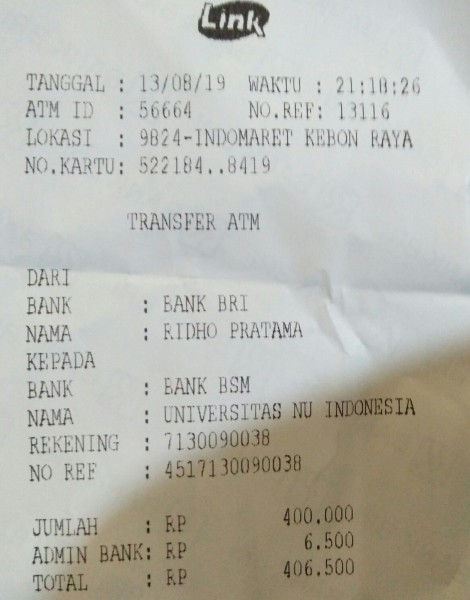 Link
TANGGAL : 13/08/19 WAKTU : 21:18:26
ATM ID : 56664 NO.REF: 13116
LOKASI : 9824-INDOMARET KEBON RAYA
NO.KARTU: 522184..8419
TRANSFER ATM
DARI
BANK : BANK BRI
NAMA : RIDHO PRATAMA
KEPADA
BANK : BANK BSM
NAMA : UNIVERSITAS NU INDONESIA
REKENING : 7130090038
NO REF : 4517130090038
JUMLAH : RP 400.000
ADMIN BANK: RP 6.500
TOTAL : RP 406.500